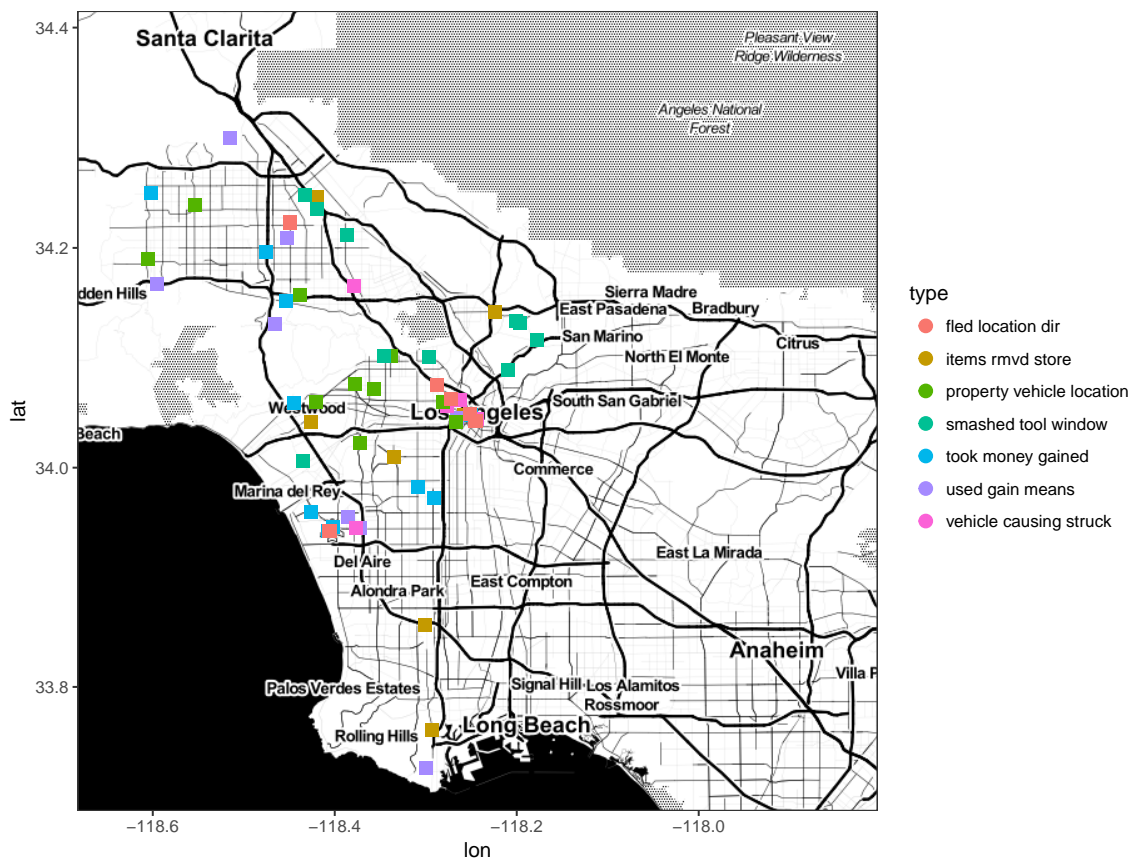 34.4
34.2
34.0
33.8
lat
Santa Clarita
Pleasant View
Ridge Wilderness
Angeles National
Forest
dden Hills
Sierra Madre
East Pasadena
Bradbury
San Marino
Citrus
North El Monte
Westwood
South San Gabriel
Beach
Commerce
Marina del Rey
East La Mirada
Del Aire
East Compton
Alondra Park
Anaheim
Villa P
Palos Verdes Estates
Signal Hill
Los Alamitos
Rossmoor
Long Beach
Rolling Hills
−118.6
−118.4
−118.2
−118.0
lon
type
fled location dir
items rmvd store
property vehicle location
smashed tool window
took money gained
used gain means
vehicle causing struck